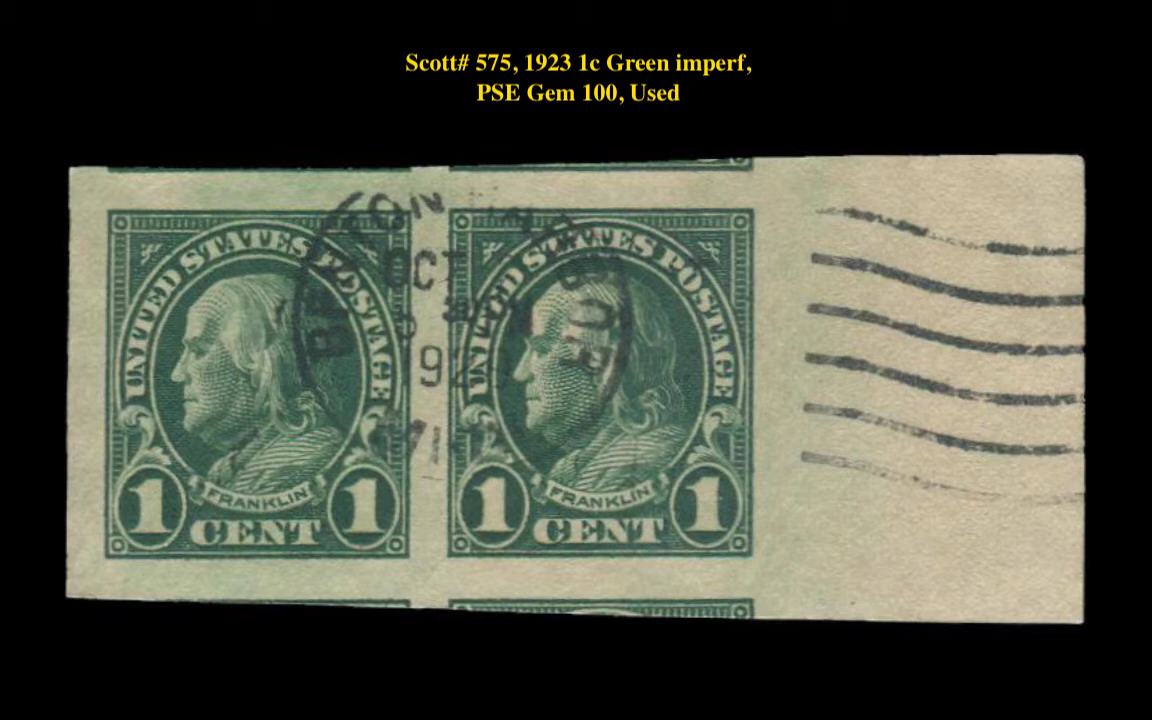 Scott# 575, 1923 1c Green imperf,
PSE Gem 100, Used
UNITED STATES POSTAGE
FRANKLIN
1 CENT 1
UNITED STATES POSTAGE
FRANKLIN
1 CENT 1
OCT
92